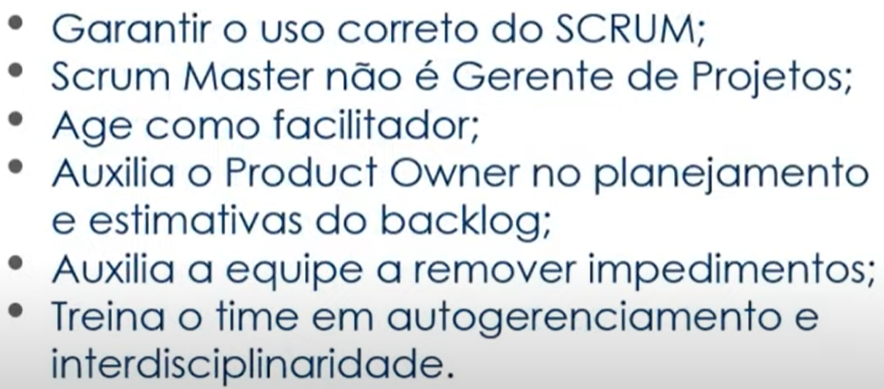 • Garantir o uso correto do SCRUM;
• Scrum Master não é Gerente de Projetos;
• Age como facilitador;
• Auxilia o Product Owner no planejamento
e estimativas do backlog;
• Auxilia a equipe a remover impedimentos;
• Treina o time em autogerenciamento e
interdisciplinaridade.